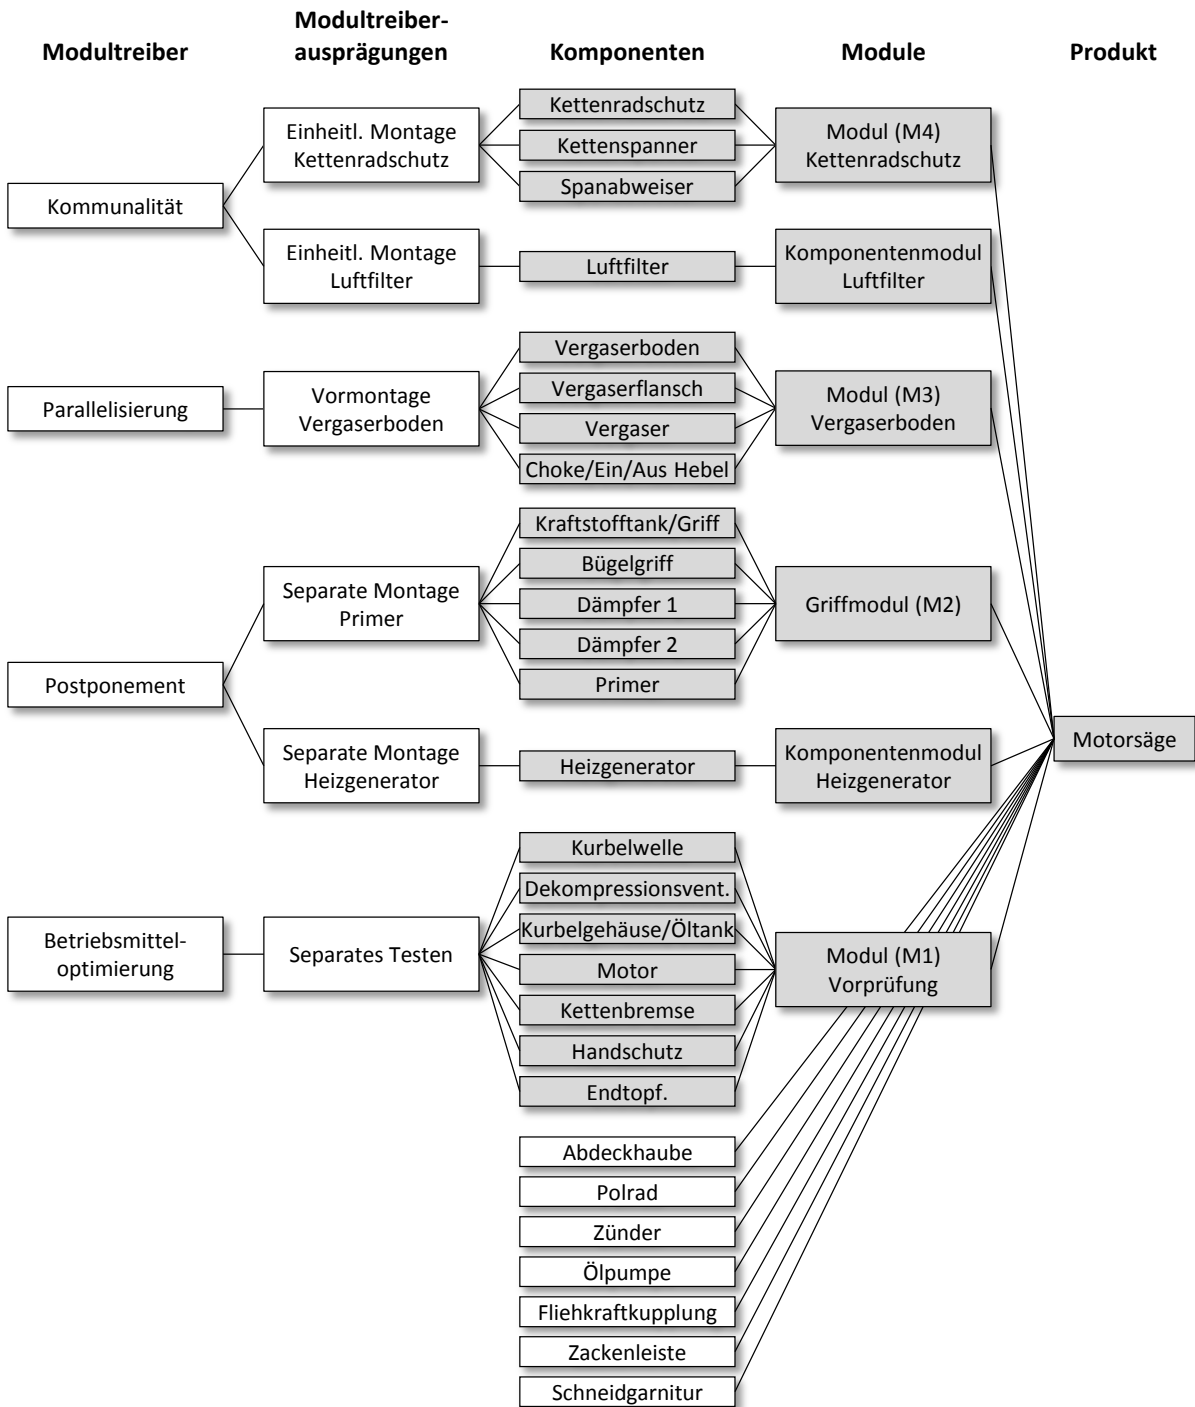 Modultreiber
Modultreiber-
ausprägungen
Komponenten
Module
Produkt
Kommunalität
Einheitl. Montage
Kettenradschutz
Kettenradschutz
Kettenspanner
Spanabweiser
Modul (M4)
Kettenradschutz
Einheitl. Montage
Luftfilter
Luftfilter
Komponentenmodul
Luftfilter
Parallelisierung
Vormontage
Vergaserboden
Vergaserboden
Vergaserflansch
Vergaser
Choke/Ein/Aus Hebel
Modul (M3)
Vergaserboden
Postponement
Separate Montage
Primer
Kraftstofftank/Griff
Bügelgriff
Dämpfer 1
Dämpfer 2
Primer
Griffmodul (M2)
Separate Montage
Heizgenerator
Heizgenerator
Komponentenmodul
Heizgenerator
Motorsäge
Betriebsmittel-
optimierung
Separates Testen
Kurbelwelle
Dekompressionsvent.
Kurbelgehäuse/Öltank
Motor
Kettenbremse
Handschutz
Endtopf.
Modul (M1)
Vorprüfung
Abdeckhaube
Polrad
Zünder
Ölpumpe
Fliehkraftkupplung
Zackenleiste
Schneidgarnitur